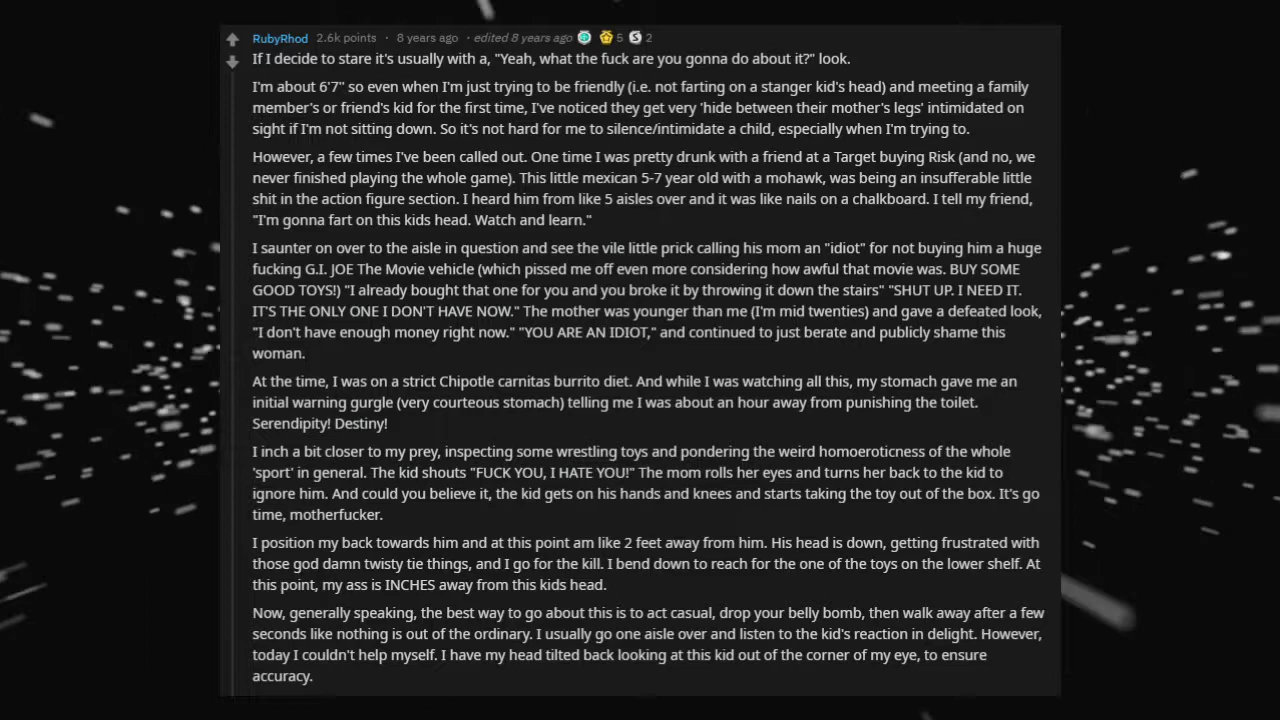 RubyRhod 2.6k points · 8 years ago · edited 8 years ago 5 2
If I decide to stare it's usually with a, "Yeah, what the fuck are you gonna do about it?" look.
I'm about 6'7" so even when I'm just trying to be friendly (i.e. not farting on a stanger kid's head) and meeting a family
member's or friend's kid for the first time, I've noticed they get very 'hide between their mother's legs' intimidated on
sight if I'm not sitting down. So it's not hard for me to silence/intimidate a child, especially when I'm trying to.
However, a few times I've been called out. One time I was pretty drunk with a friend at a Target buying Risk (and no, we
never finished playing the whole game). This little mexican 5-7 year old with a mohawk, was being an insufferable little
shit in the action figure section. I heard him from like 5 aisles over and it was like nails on a chalkboard. I tell my friend,
"I'm gonna fart on this kids head. Watch and learn."
I saunter on over to the aisle in question and see the vile little prick calling his mom an "idiot" for not buying him a huge
fucking G.I. JOE The Movie vehicle (which pissed me off even more considering how awful that movie was. BUY SOME
GOOD TOYS!) "I already bought that one for you and you broke it by throwing it down the stairs" "SHUT UP. I NEED IT.
IT'S THE ONLY ONE I DON'T HAVE NOW." The mother was younger than me (I'm mid twenties) and gave a defeated look,
"I don't have enough money right now." "YOU ARE AN IDIOT," and continued to just berate and publicly shame this
woman.
At the time, I was on a strict Chipotle carnitas burrito diet. And while I was watching all this, my stomach gave me an
initial warning gurgle (very courteous stomach) telling me I was about an hour away from punishing the toilet.
Serendipity! Destiny!
I inch a bit closer to my prey, inspecting some wrestling toys and pondering the weird homoeroticness of the whole
'sport' in general. The kid shouts "FUCK YOU, I HATE YOU!" The mom rolls her eyes and turns her back to the kid to
ignore him. And could you believe it, the kid gets on his hands and knees and starts taking the toy out of the box. It's go
time, motherfucker.
I position my back towards him and at this point am like 2 feet away from him. His head is down, getting frustrated with
those god damn twisty tie things, and I go for the kill. I bend down to reach for the one of the toys on the lower shelf. At
this point, my ass is INCHES away from this kids head.
Now, generally speaking, the best way to go about this is to act casual, drop your belly bomb, then walk away after a few
seconds like nothing is out of the ordinary. I usually go one aisle over and listen to the kid's reaction in delight. However,
today I couldn't help myself. I have my head tilted back looking at this kid out of the corner of my eye, to ensure
accuracy.